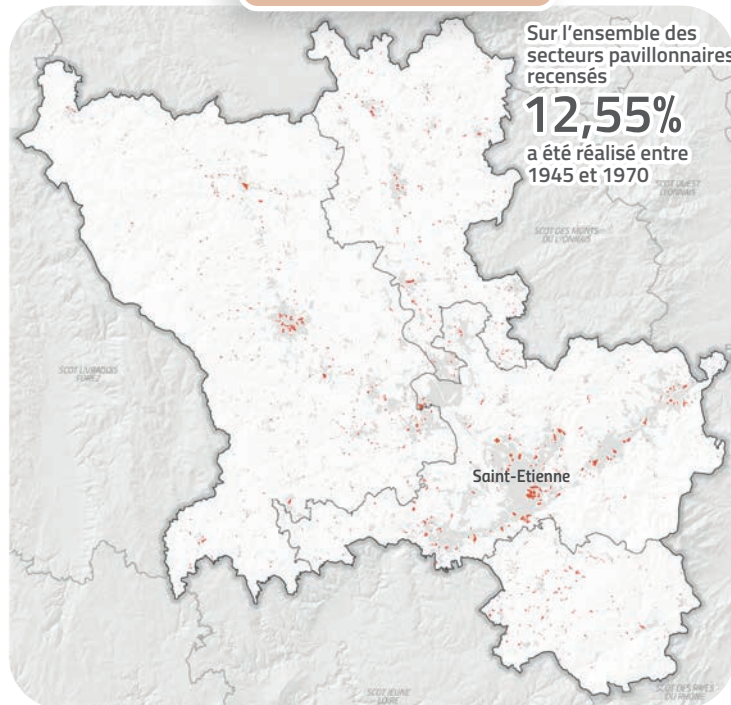 Sur l'ensemble des
secteurs pavillonnaires
recensés
12,55%
a été réalisé entre
1945 et 1970
SCOT OUEST
LYONNAIS
SCOT DES MONTS
DU LYONNAIS
SCOT LIVRADOIS
FOREZ
Saint-Etienne
SCOT JEUNE
LOIRE
SCOT DES RIVES
DU RHÔNE